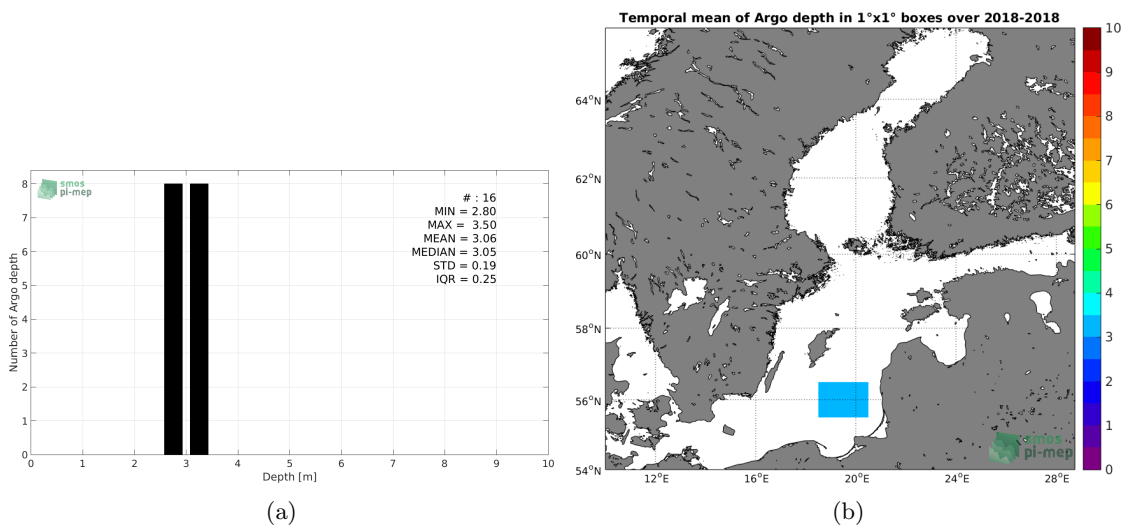 smos
pi-mep
# : 16
MIN = 2.80
MAX = 3.50
MEAN = 3.06
MEDIAN = 3.05
STD = 0.19
IQR = 0.25
8
7
6
5
4
3
2
1
0
Number of Argo depth
0 1 2 3 4 5 6 7 8 9 10
Depth [m]
(a)
Temporal mean of Argo depth in 1°x1° boxes over 2018-2018
64°N
62°N
60°N
58°N
56°N
54°N
12°E 16°E 20°E 24°E 28°E
smos
pi-mep
10
9
8
7
6
5
4
3
2
1
0
(b)